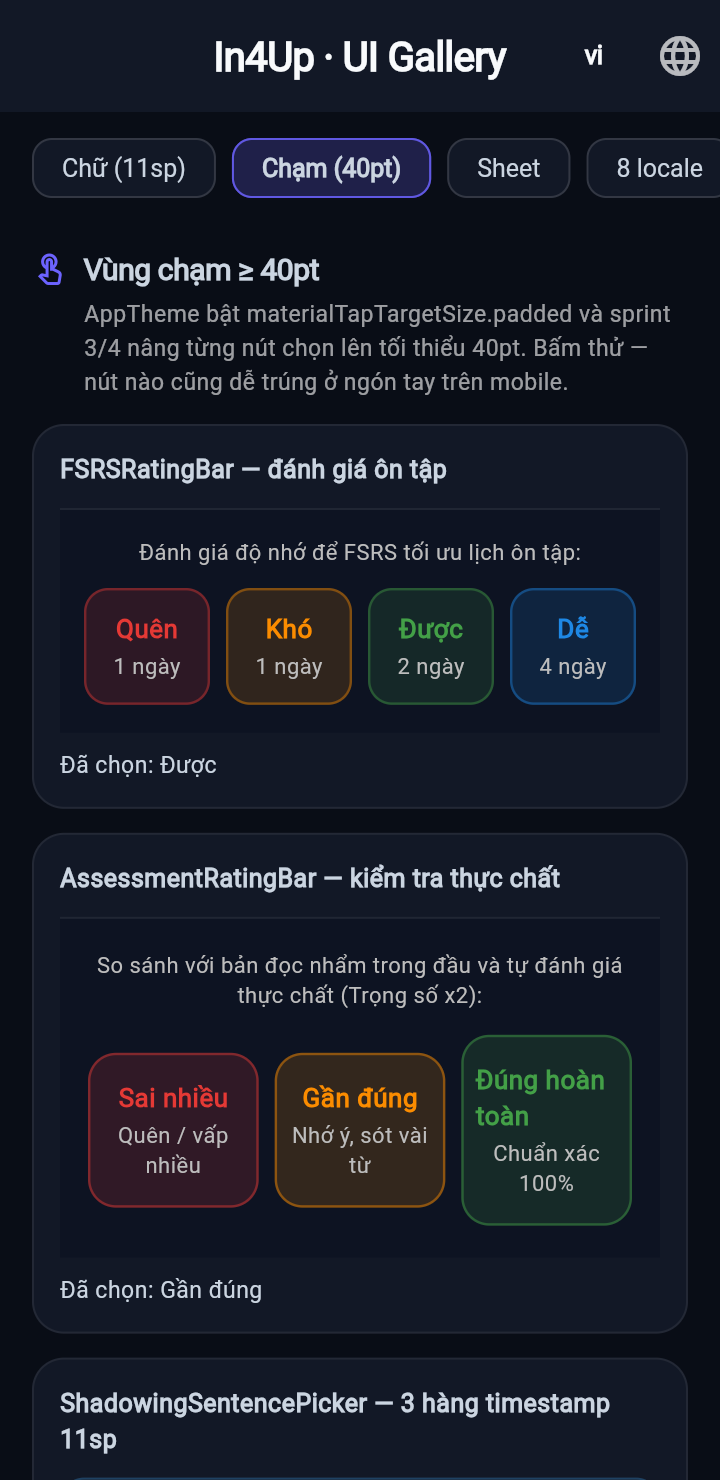 In4Up · UI Gallery
vi
Chữ (11sp)
Chạm (40pt)
Sheet
8 locale
Vùng chạm ≥ 40pt
AppTheme bật materialTapTargetSize.padded và sprint
3/4 nâng từng nút chọn lên tối thiểu 40pt. Bấm thử —
nút nào cũng dễ trúng ở ngón tay trên mobile.
FSRSRatingBar — đánh giá ôn tập
Đánh giá độ nhớ để FSRS tối ưu lịch ôn tập:
Quên
1 ngày
Khó
1 ngày
Được
2 ngày
Dễ
4 ngày
Đã chọn: Được
AssessmentRatingBar — kiểm tra thực chất
So sánh với bản đọc nhẩm trong đầu và tự đánh giá
thực chất (Trọng số x2):
Sai nhiều
Quên / vấp
nhiều
Gần đúng
Nhớ ý, sót vài
từ
Đúng hoàn
toàn
Chuẩn xác
100%
Đã chọn: Gần đúng
ShadowingSentencePicker — 3 hàng timestamp
11sp